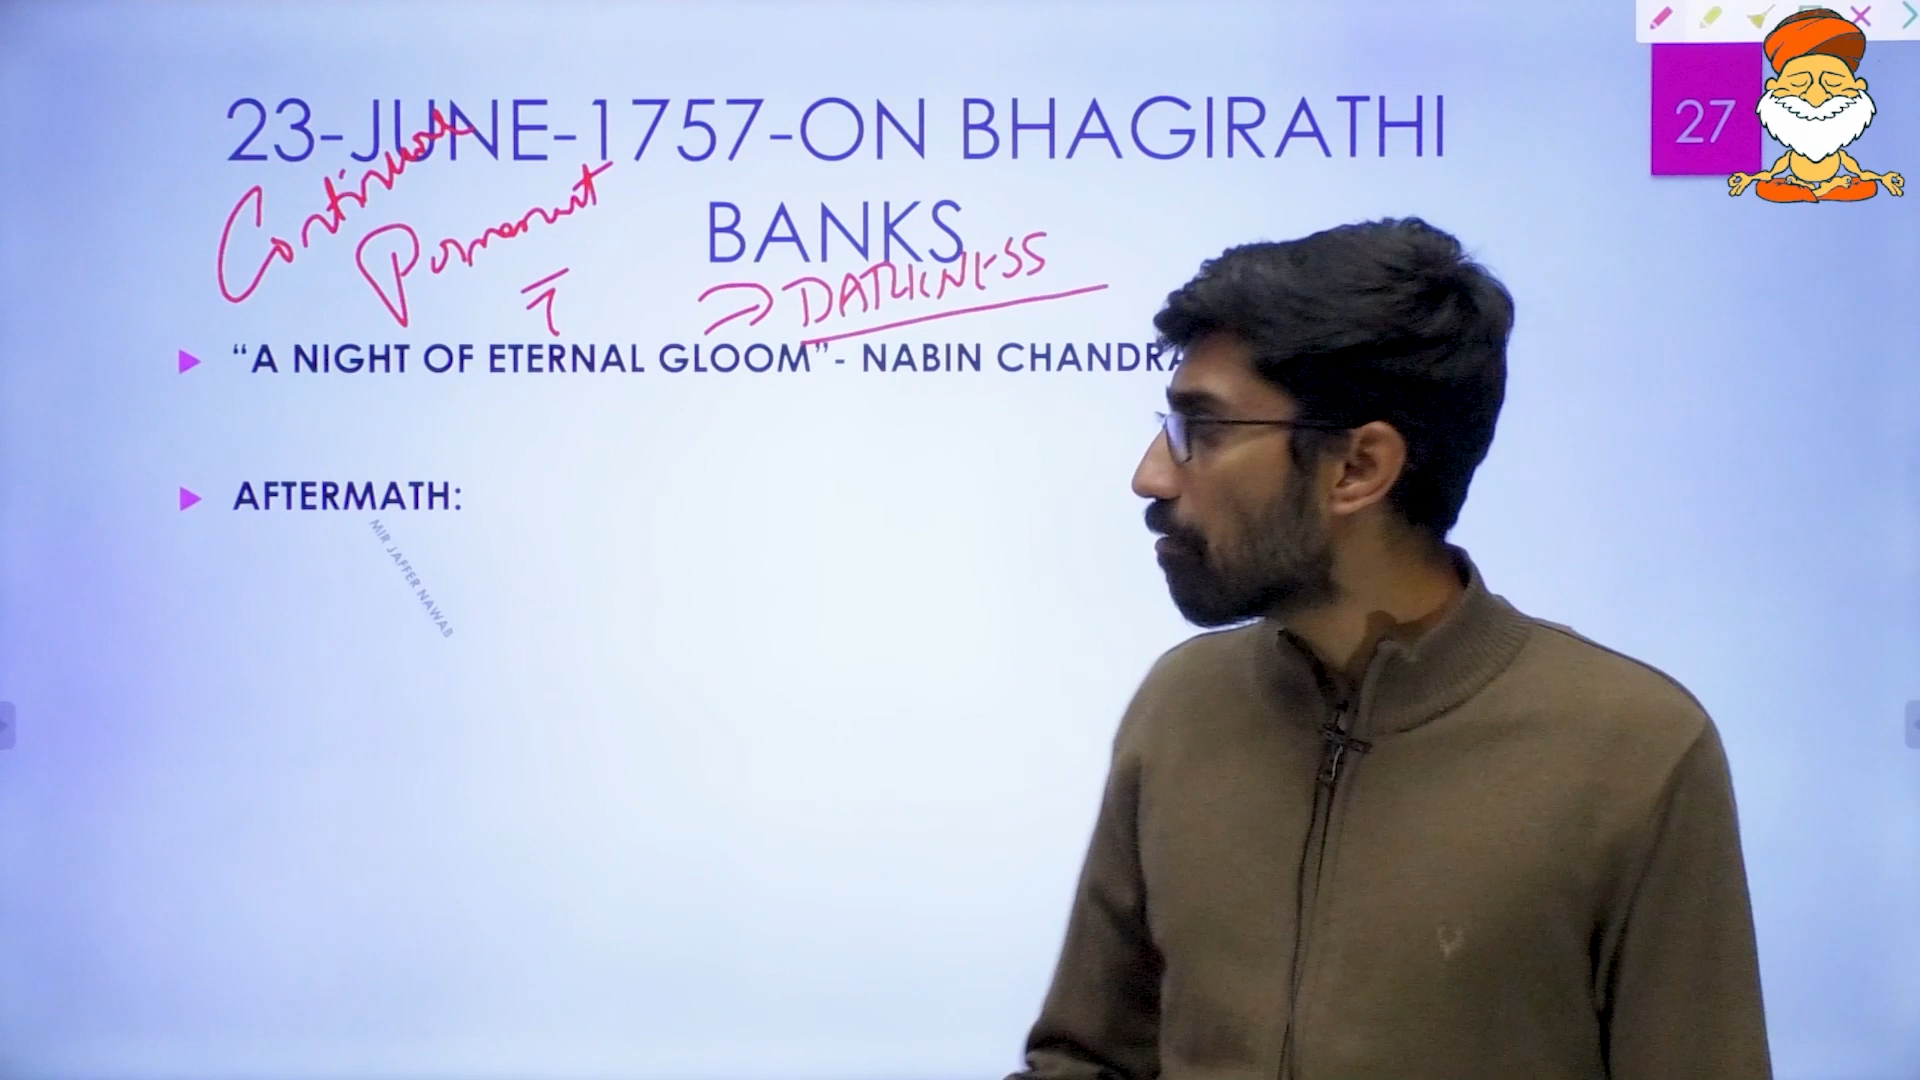 27
23-JUNE-1757-ON BHAGIRATHI
BANKS
Continuous
Permanent
⇒ DARKNESS
▶ “A NIGHT OF ETERNAL GLOOM”- NABIN CHANDRA
▶ AFTERMATH:
MIR JAFFER NAWAB